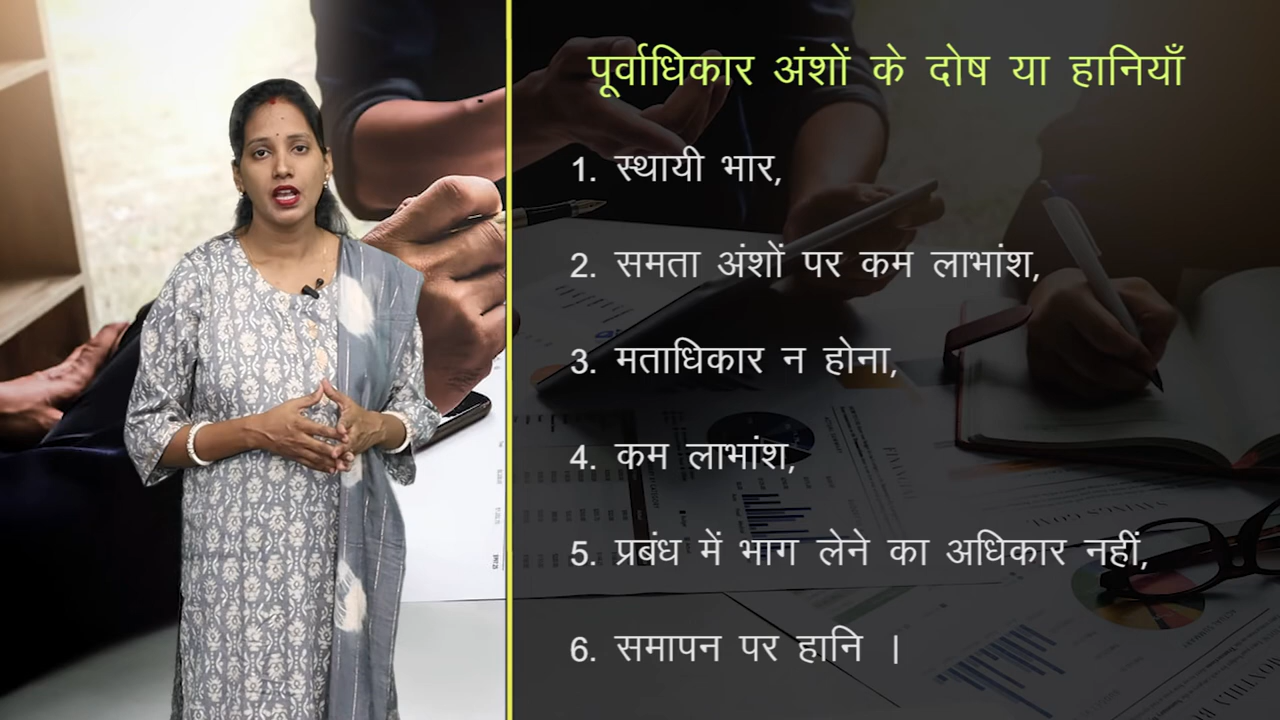 पूर्वाधिकार अंशों के दोष या हानियाँ
1. स्थायी भार,
2. समता अंशों पर कम लाभांश,
3. मताधिकार न होना,
4. कम लाभांश,
5. प्रबंध में भाग लेने का अधिकार नहीं,
6. समापन पर हानि ।